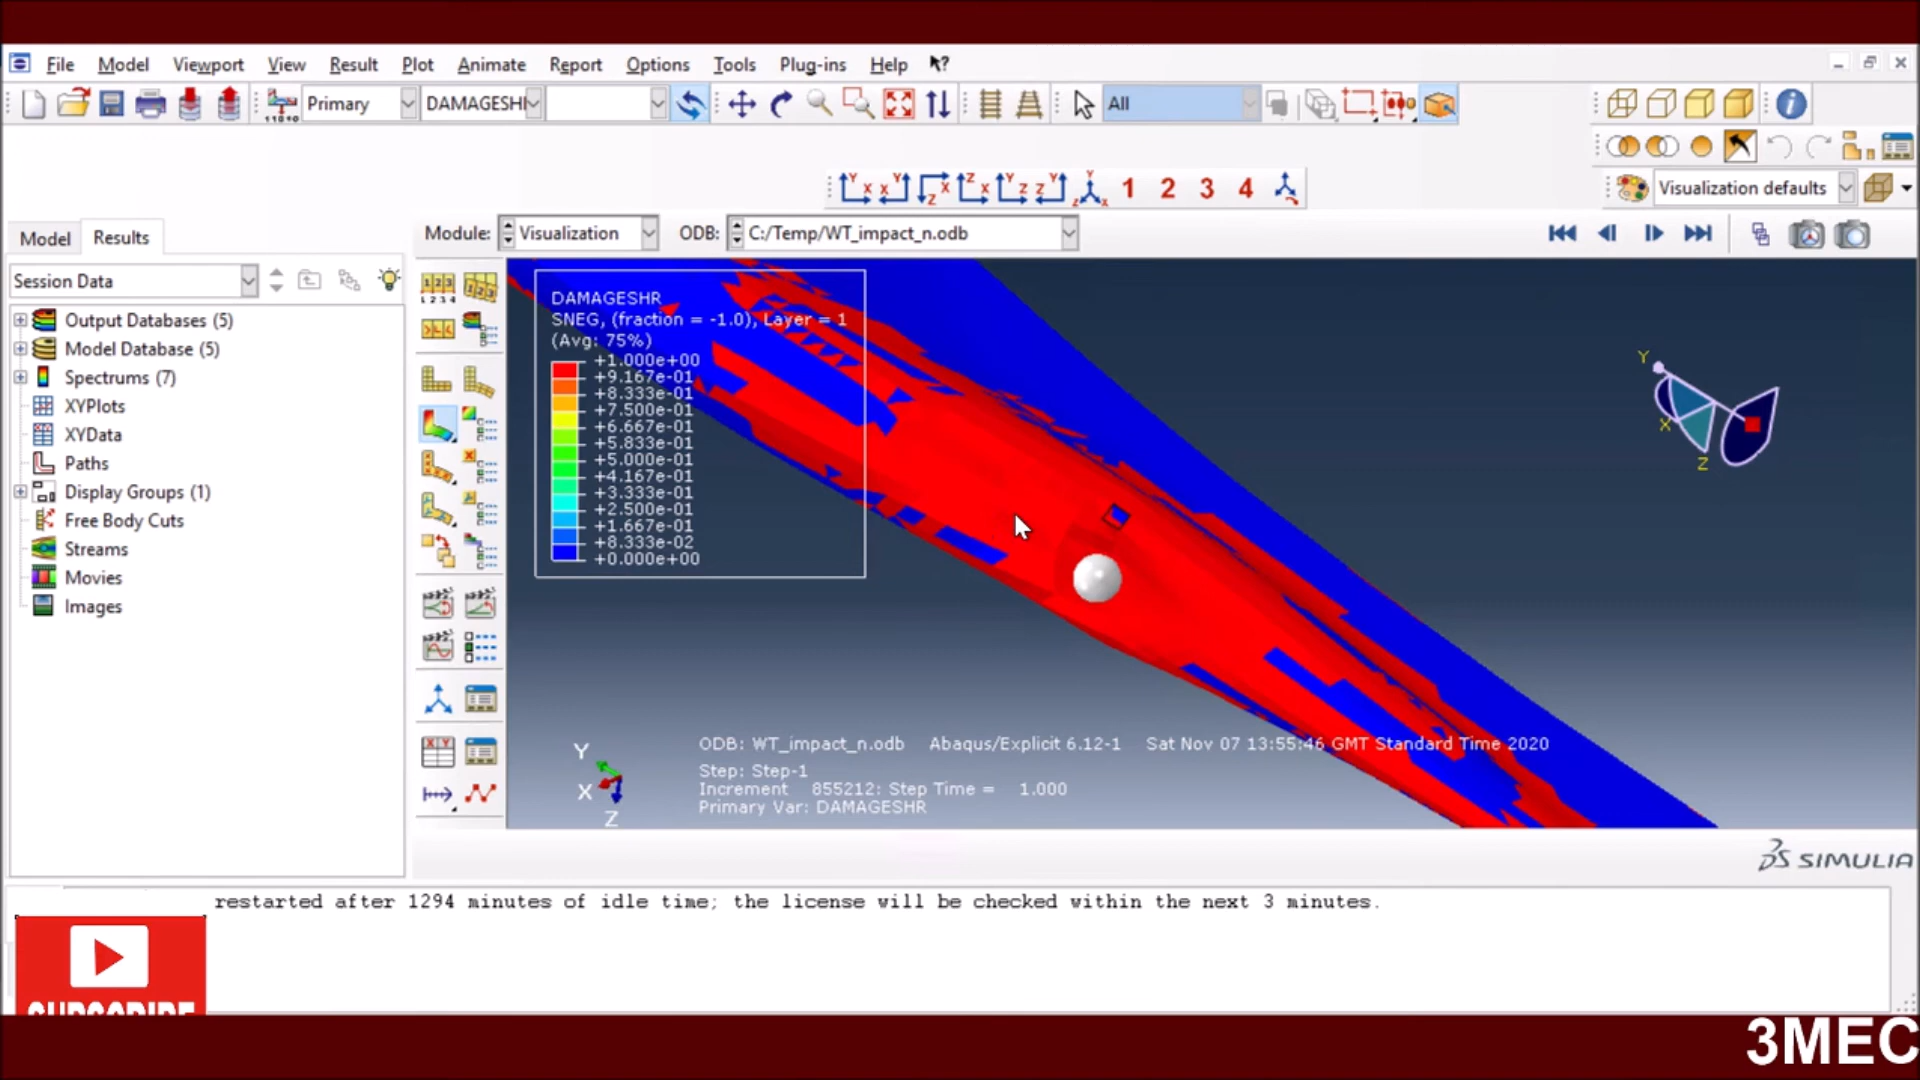 File Model Viewport View Result Plot Animate Report Options Tools Plug-ins Help
Primary DAMAGESH All
Y X X Y Z X Z X Y Z Z Y Y Z X 1 2 3 4
Visualization defaults
Model Results
Module: Visualization ODB: C:/Temp/WT_impact_n.odb
Session Data
Output Databases (5)
Model Database (5)
Spectrums (7)
XYPlots
XYData
Paths
Display Groups (1)
Free Body Cuts
Streams
Movies
Images
DAMAGESHR
SNEG, (fraction = -1.0), Layer = 1
(Avg: 75%)
+1.000e+00
+9.167e-01
+8.333e-01
+7.500e-01
+6.667e-01
+5.833e-01
+5.000e-01
+4.167e-01
+3.333e-01
+2.500e-01
+1.667e-01
+8.333e-02
+0.000e+00
Y
X
Z
Y
X
Z
ODB: WT_impact_n.odb Abaqus/Explicit 6.12-1 Sat Nov 07 13:55:46 GMT Standard Time 2020
Step: Step-1
Increment 855212: Step Time = 1.000
Primary Var: DAMAGESHR
SIMULIA
restarted after 1294 minutes of idle time; the license will be checked within the next 3 minutes.
SUBSCRIBE
3MEC